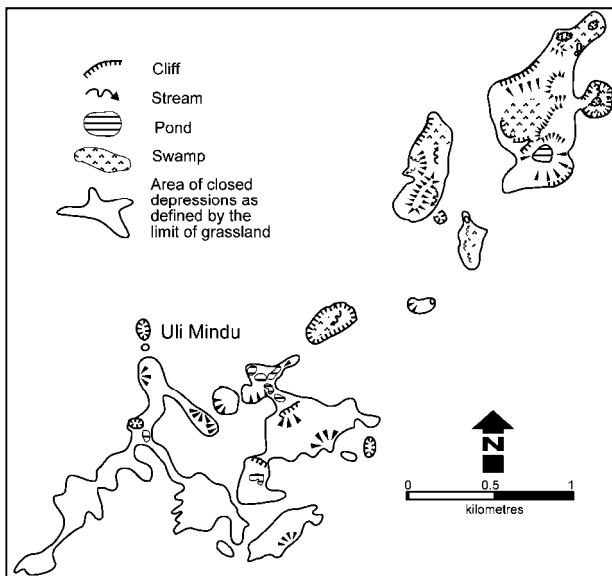 Cliff
Stream
Pond
Swamp
Area of closed
depressions as
defined by the
limit of grassland
Uli Mindu
N
0 0.5 1
kilometres